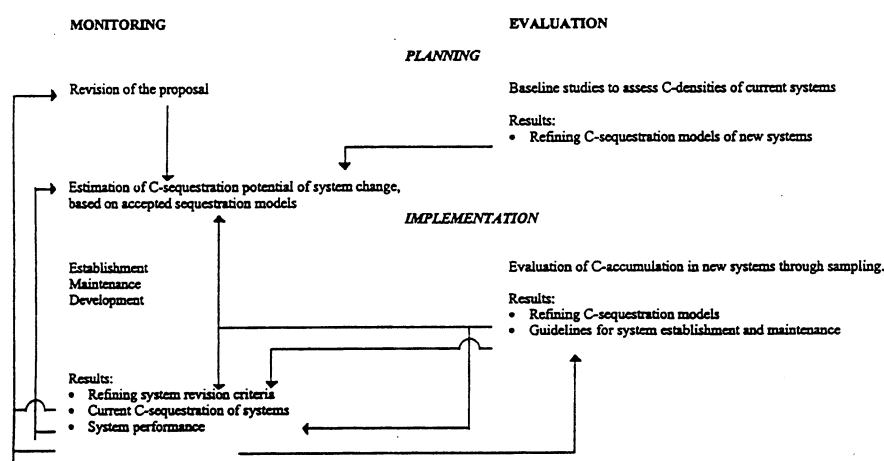 MONITORING
EVALUATION
PLANNING
Revision of the proposal
Baseline studies to assess C-densities of current systems
Results:
• Refining C-sequestration models of new systems
Estimation of C-sequestration potential of system change,
based on accepted sequestration models
IMPLEMENTATION
Establishment
Maintenance
Development
Evaluation of C-accumulation in new systems through sampling.
Results:
• Refining C-sequestration models
• Guidelines for system establishment and maintenance
Results:
• Refining system revision criteria
• Current C-sequestration of systems
• System performance